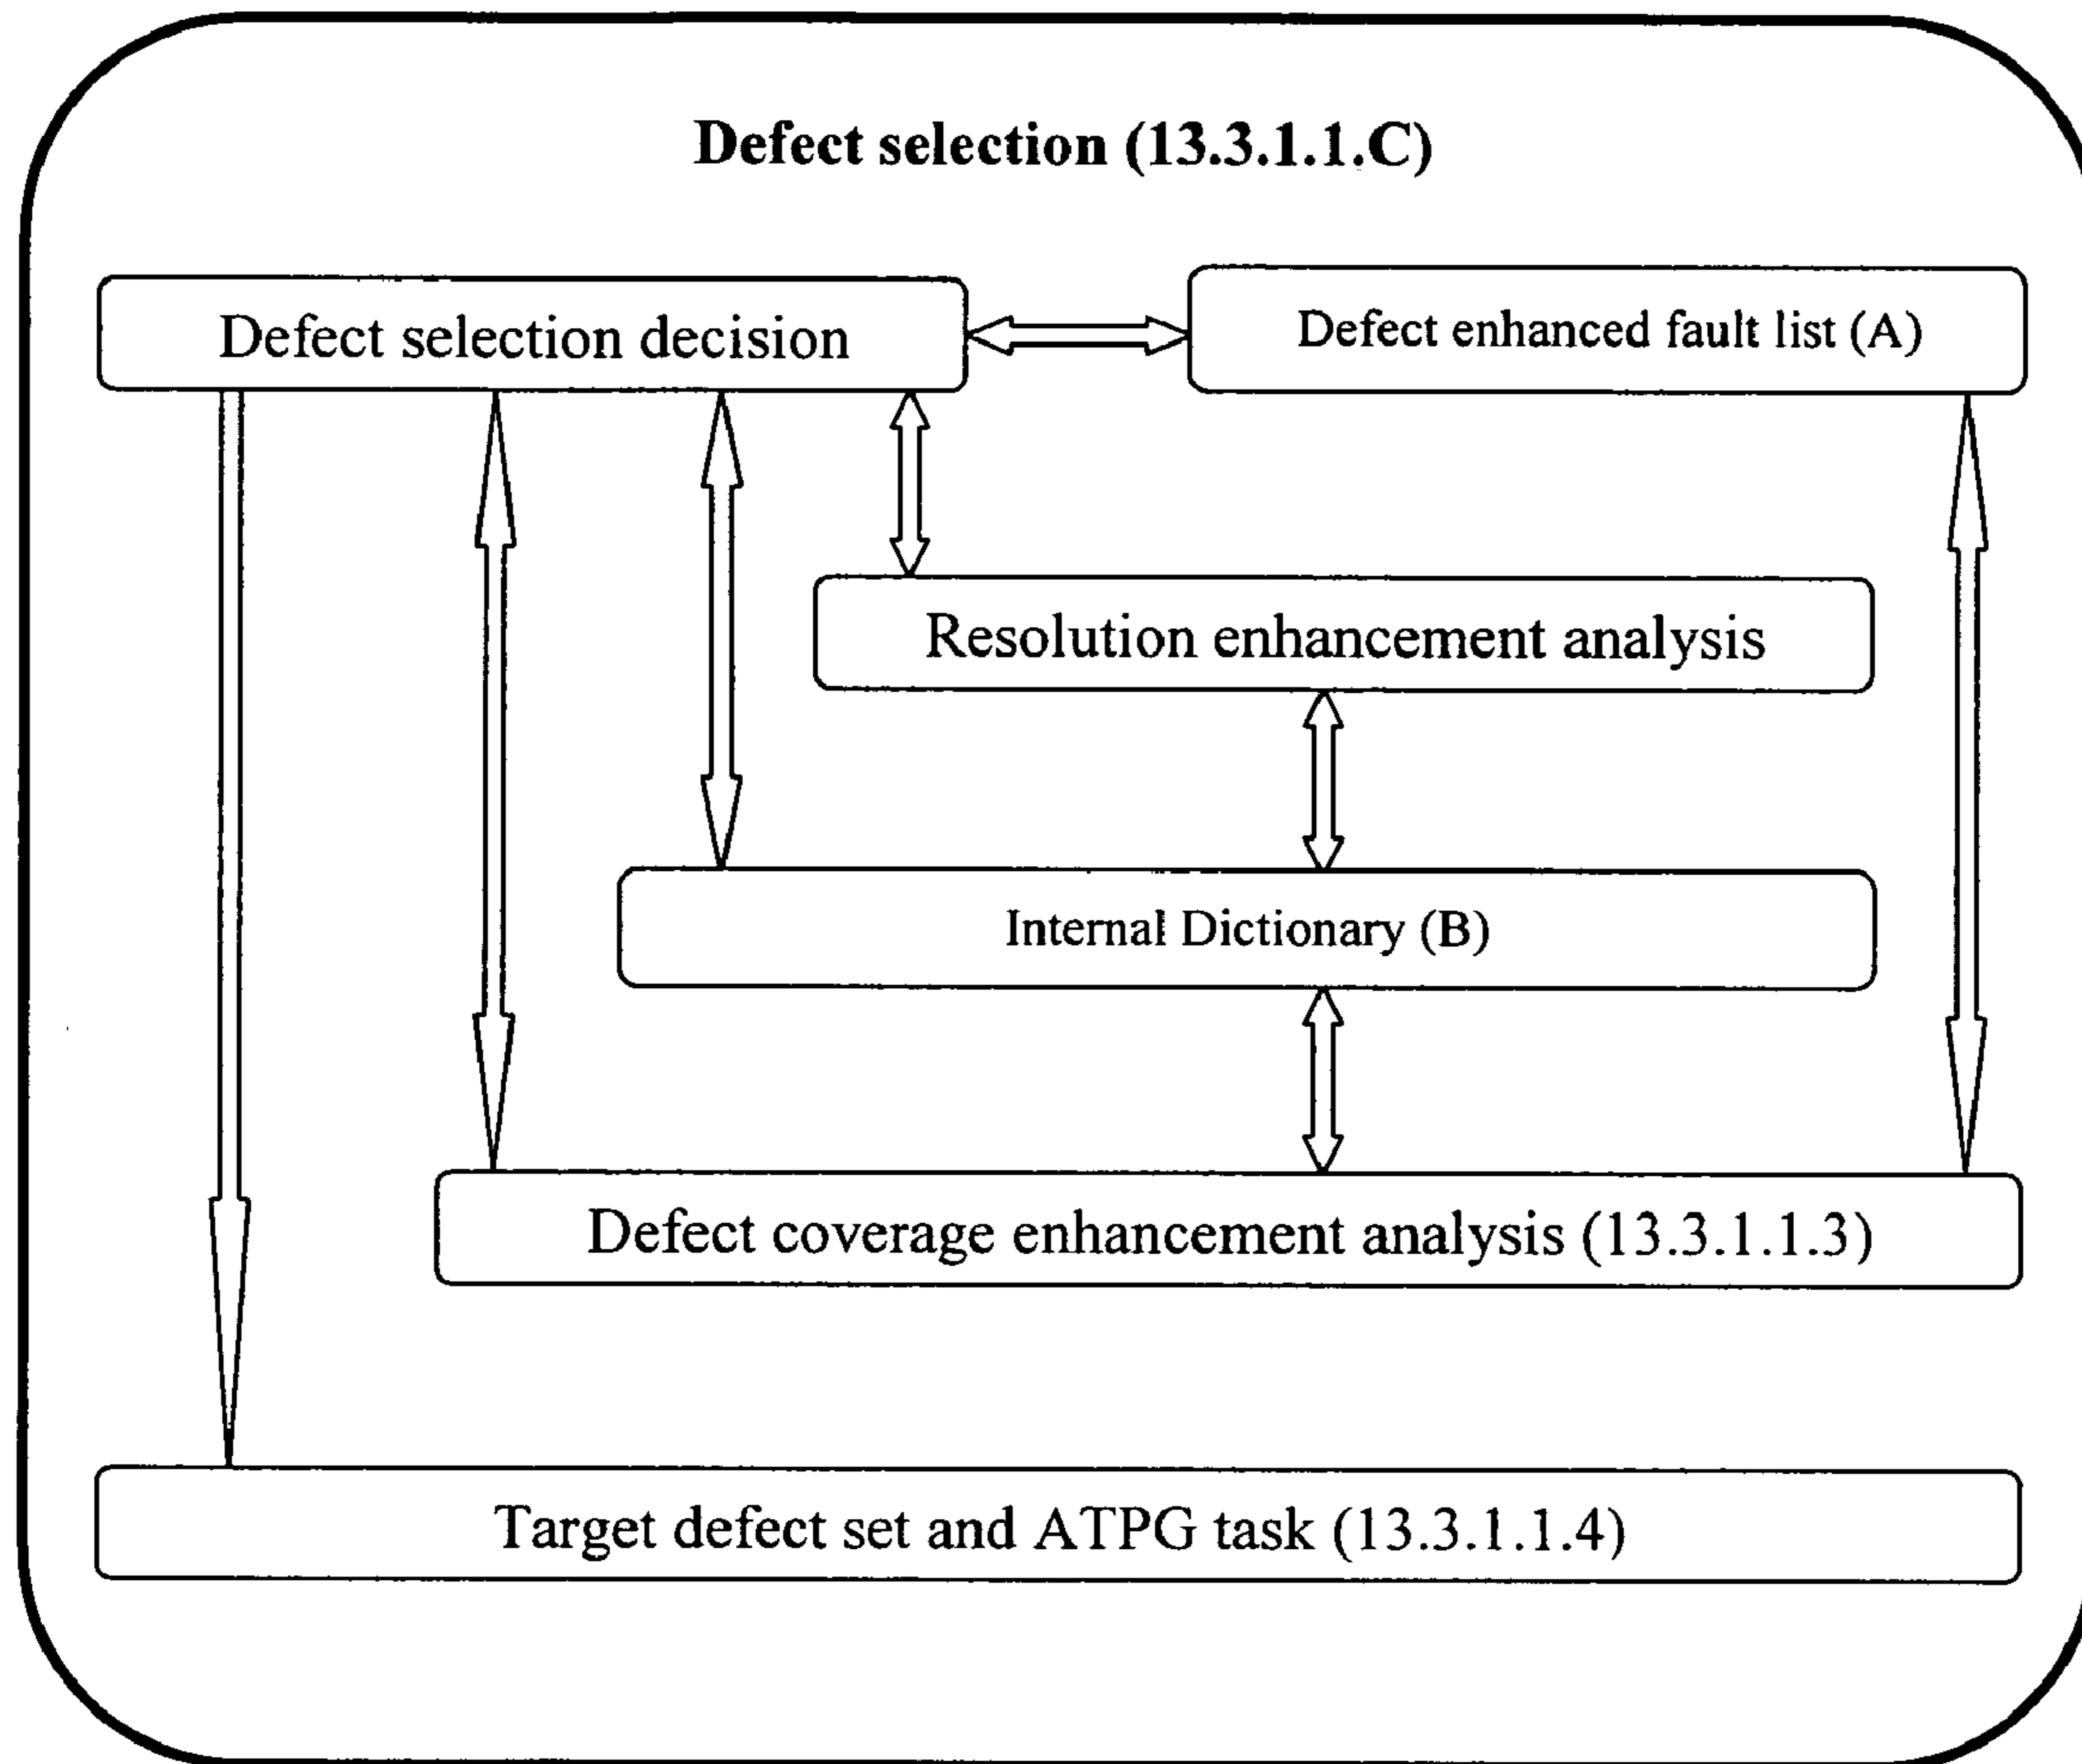 Defect selection (13.3.1.1.C)
Defect selection decision
Defect enhanced fault list (A)
Resolution enhancement analysis
Internal Dictionary (B)
Defect coverage enhancement analysis (13.3.1.1.3)
Target defect set and ATPG task (13.3.1.1.4)